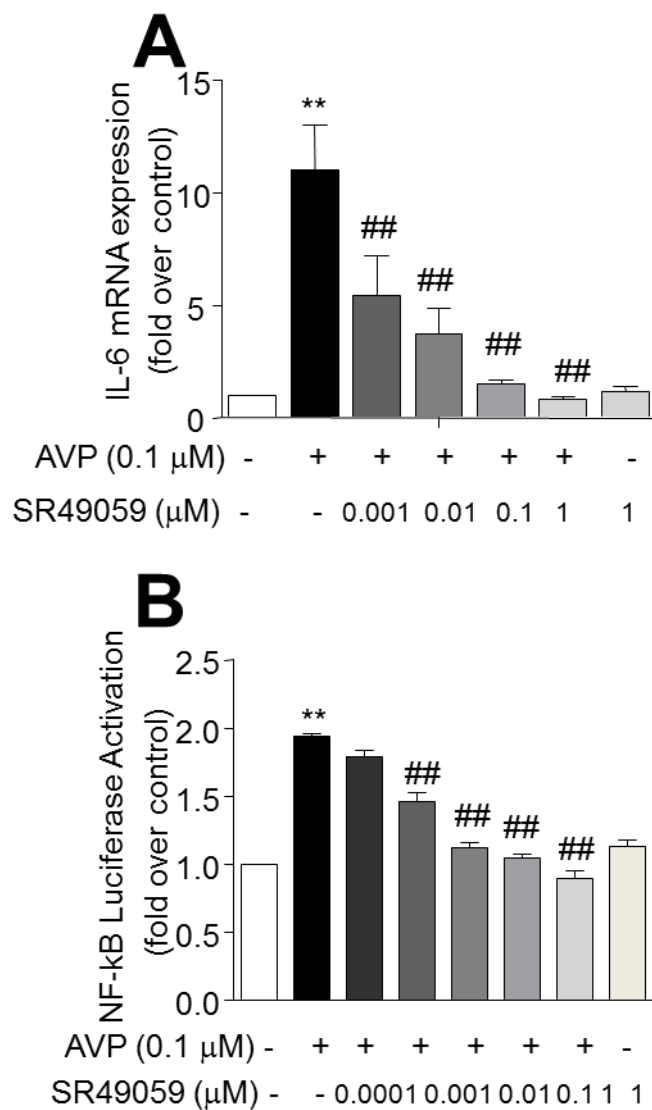 A
IL-6 mRNA expression
(fold over control)
15
10
5
0
**
##
##
##
##
AVP (0.1 μM) - + + + + + -
SR49059 (μM) - - 0.001 0.01 0.1 1 1
B
NF-kB Luciferase Activation
(fold over control)
2.5
2.0
1.5
1.0
0.5
0.0
**
##
##
##
##
AVP (0.1 μM) - + + + + + + -
SR49059 (μM) - - 0.0001 0.001 0.01 0.1 1 1